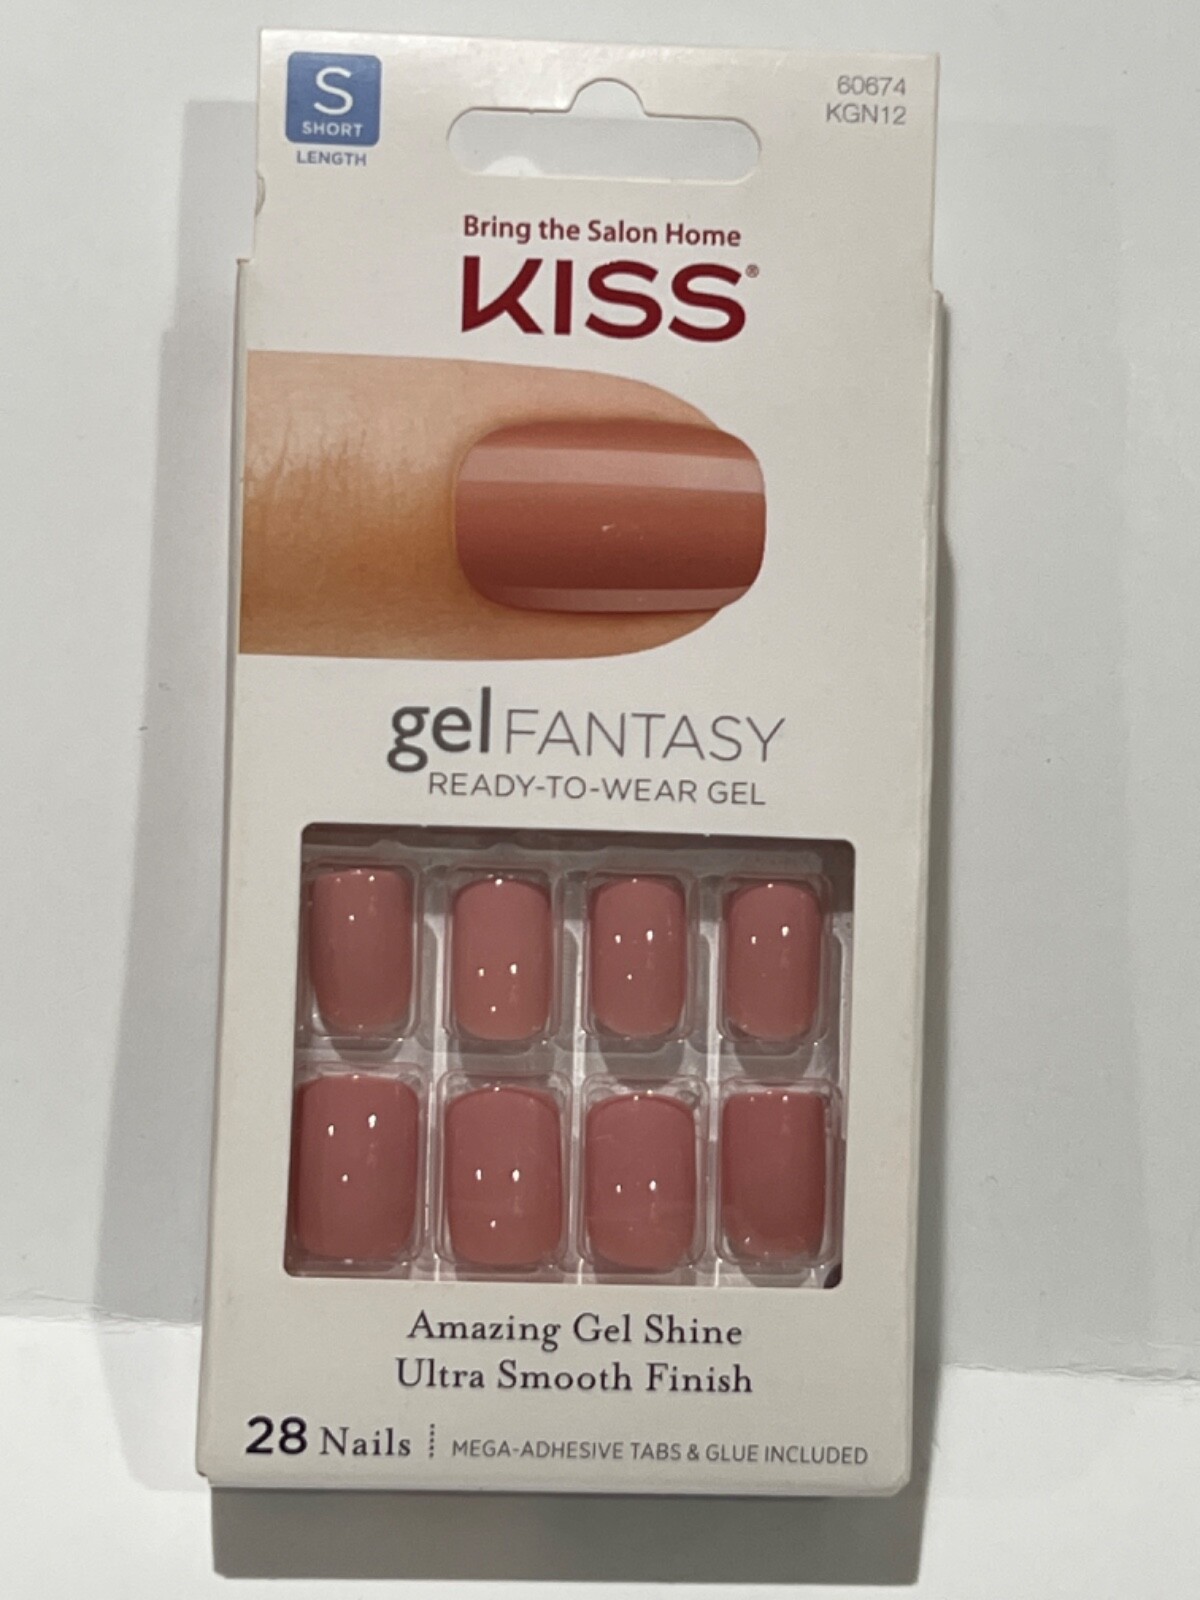 S
SHORT
LENGTH
60674
KGN12
Bring the Salon Home
KISS®
gel FANTASY
READY-TO-WEAR GEL
Amazing Gel Shine
Ultra Smooth Finish
28 Nails
MEGA-ADHESIVE TABS & GLUE INCLUDED